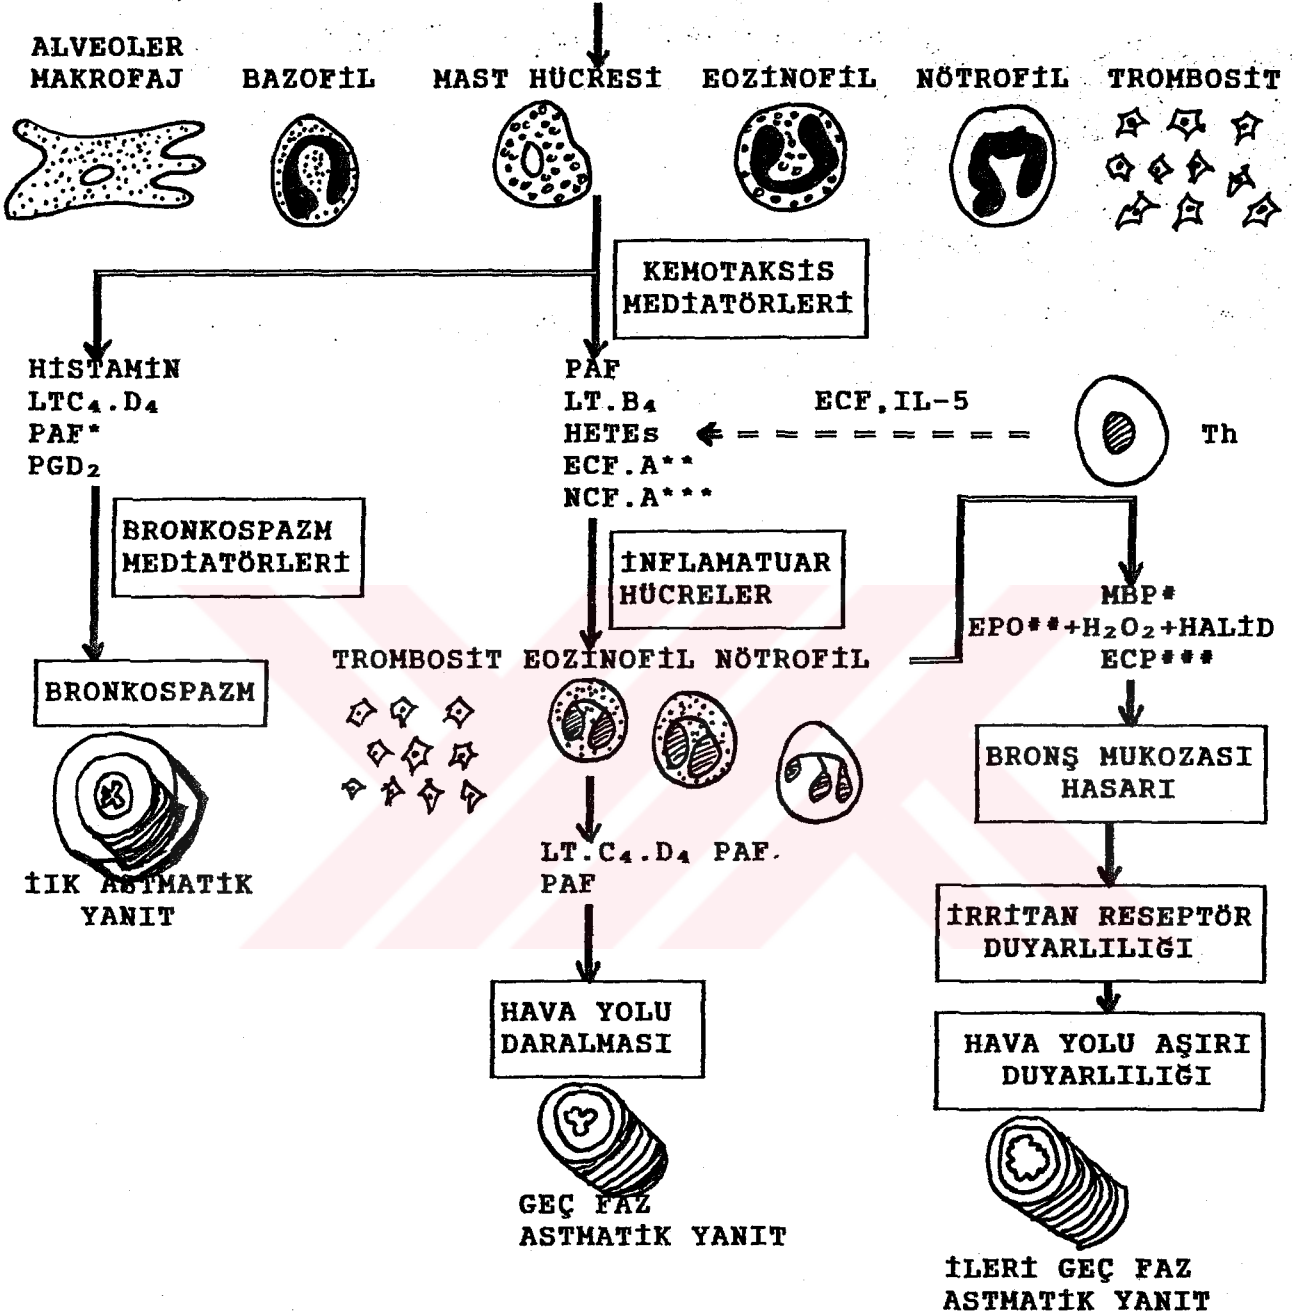 ALVEOLER
MAKROFAJ
BAZOFİL
MAST HÜCRESİ
EOZİNOFİL
NÖTROFİL
TROMBOSİT
KEMOTAKSİS
MEDİATÖRLERİ
HİSTAMİN
LTC₄.D₄
PAF*
PGD₂
PAF
LT.B₄
HETEs
ECF.A**
NCF.A***
ECF,IL-5
Th
BRONKOSPAZM
MEDİATÖRLERİ
İNFLAMATUAR
HÜCRELER
MBP#
EPO##+H₂O₂+HALİD
ECP###
TROMBOSİT EOZİNOFİL NÖTROFİL
BRONKOSPAZM
BRONŞ MUKOZASI
HASARI
LT.C₄.D₄ PAF.
PAF
İIK ASTMATİK
YANIT
İRRİTAN RESEPTÖR
DUYARLILIĞI
HAVA YOLU
DARALMASI
HAVA YOLU AŞIRI
DUYARLILIĞI
GEÇ FAZ
ASTMATİK YANIT
İLERİ GEÇ FAZ
ASTMATİK YANIT